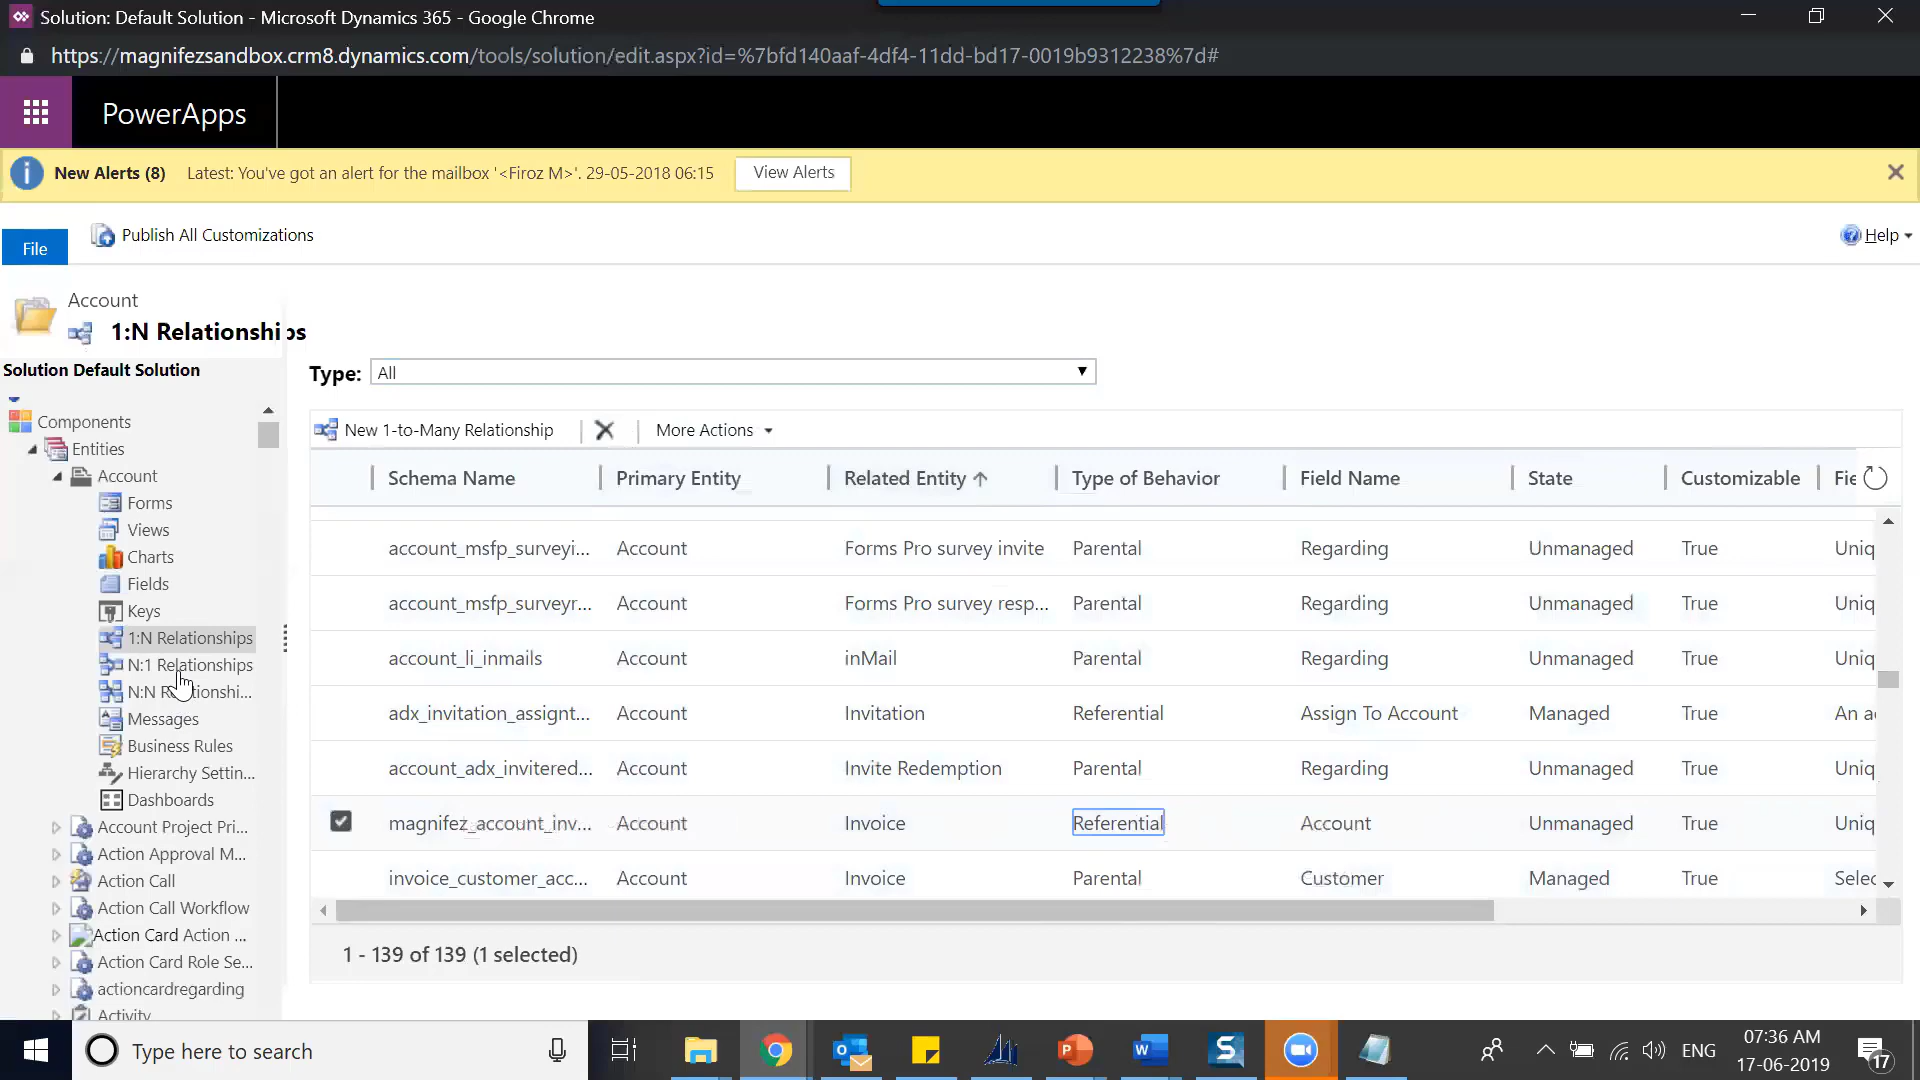 Solution: Default Solution - Microsoft Dynamics 365 - Google Chrome
https://magnifezsandbox.crm8.dynamics.com/tools/solution/edit.aspx?id=%7bfd140aaf-4df4-11dd-bd17-0019b9312238%7d#
PowerApps
New Alerts (8) Latest: You've got an alert for the mailbox '<Firoz M>'. 29-05-2018 06:15 View Alerts
File Publish All Customizations Help
Account
1:N Relationships
Solution Default Solution
Type: All
Components
Entities
Account
Forms
Views
Charts
Fields
Keys
1:N Relationships
N:1 Relationships
N:N Relationshi...
Messages
Business Rules
Hierarchy Settin...
Dashboards
Account Project Pri...
Action Approval M...
Action Call
Action Call Workflow
Action Card Action ...
Action Card Role Se...
actioncardregarding
Activity
New 1-to-Many Relationship More Actions
Schema Name Primary Entity Related Entity Type of Behavior Field Name State Customizable Fie
account_msfp_surveyi... Account Forms Pro survey invite Parental Regarding Unmanaged True Uniq
account_msfp_surveyr... Account Forms Pro survey resp... Parental Regarding Unmanaged True Uniq
account_li_inmails Account inMail Parental Regarding Unmanaged True Uniq
adx_invitation_assignt... Account Invitation Referential Assign To Account Managed True An a
account_adx_invitered... Account Invite Redemption Parental Regarding Unmanaged True Uniq
magnifez_account_inv... Account Invoice Referential Account Unmanaged True Uniq
invoice_customer_acc... Account Invoice Parental Customer Managed True Selec
1 - 139 of 139 (1 selected)
Type here to search
ENG
07:36 AM
17-06-2019
17